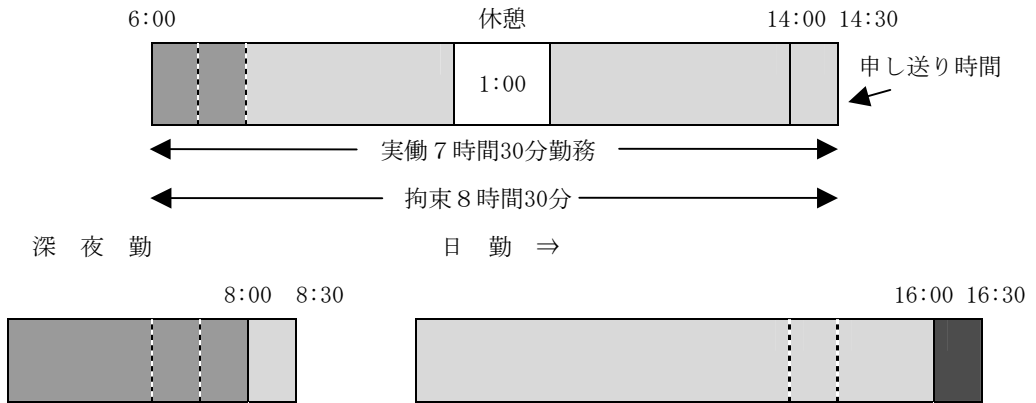 6:00 休憩 14:00 14:30
申し送り時間
1:00
実働７時間30分勤務
拘束８時間30分
深 夜 勤 日 勤 ⇒
8:00 8:30 16:00 16:30